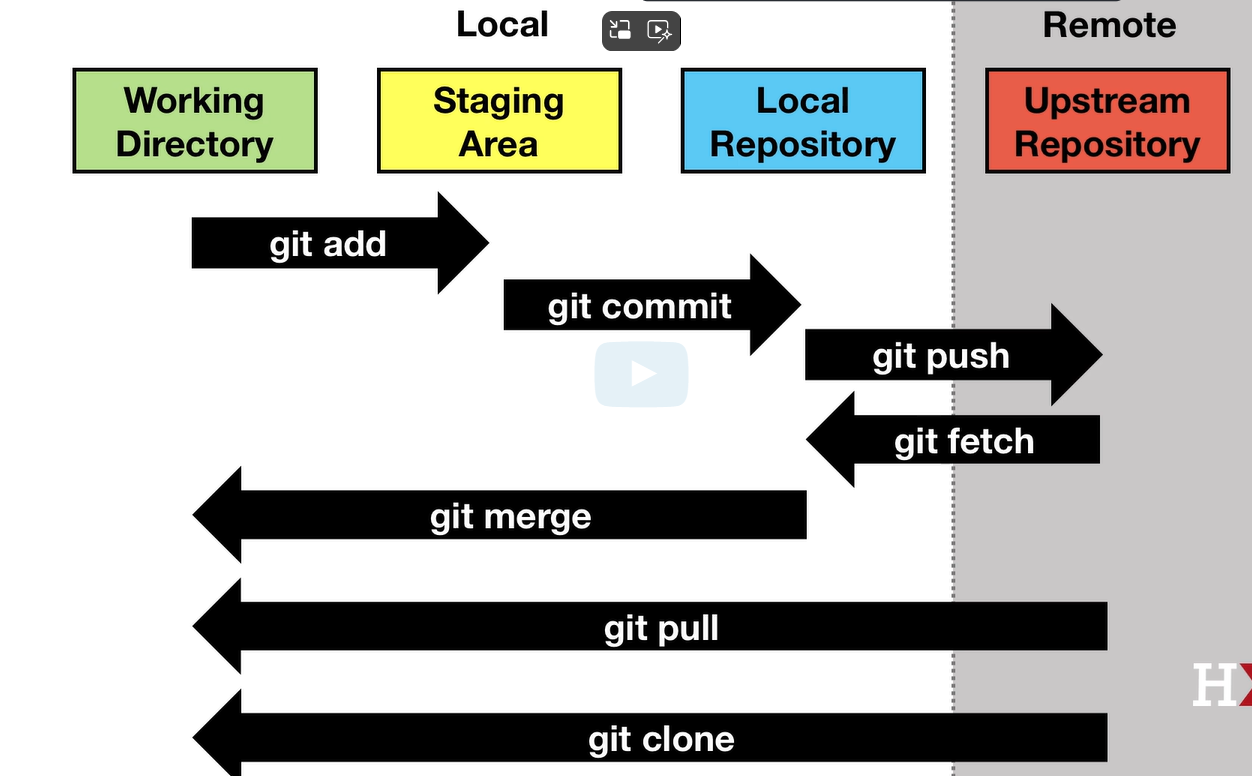 Local
Remote
Working
Directory
Staging
Area
Local
Repository
Upstream
Repository
git add
git commit
git push
git fetch
git merge
git pull
git clone
H